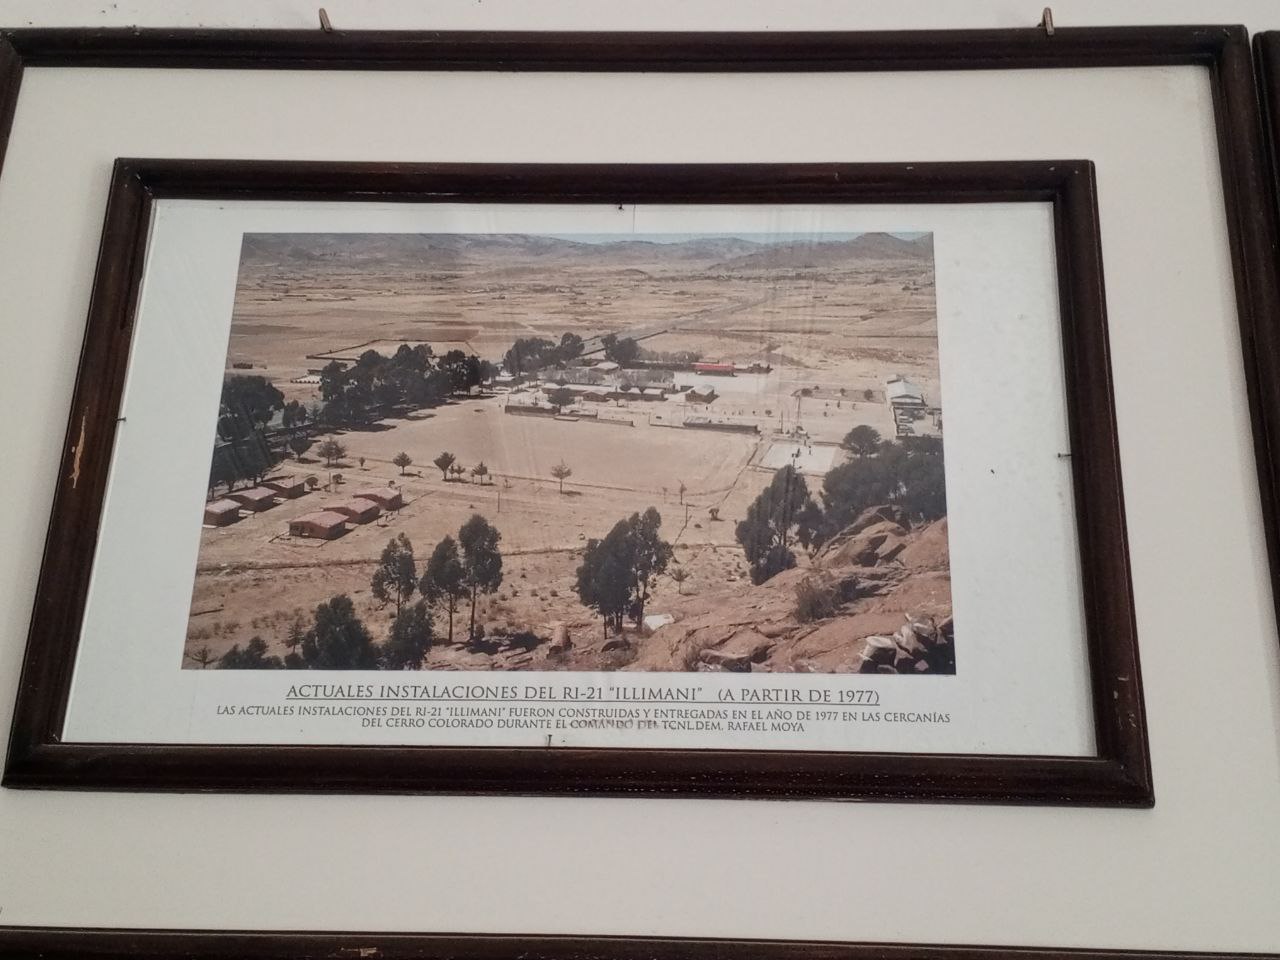 ACTUALES INSTALACIONES DEL RI-21 "ILLIMANI" (A PARTIR DE 1977)
LAS ACTUALES INSTALACIONES DEL RI-21 "ILLIMANI" FUERON CONSTRUIDAS Y ENTREGADAS EN EL AÑO DE 1977 EN LAS CERCANÍAS
DEL CERRO COLORADO DURANTE EL COMANDO DEL TCNL.DEM. RAFAEL MOYA